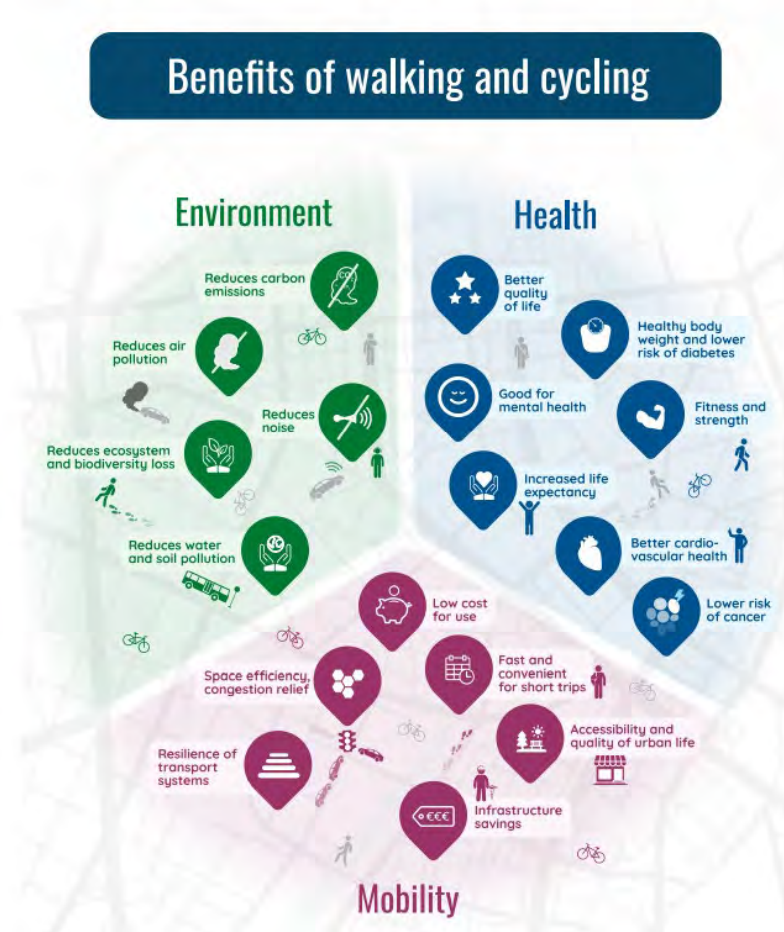 Benefits of walking and cycling
Environment
Reduces carbon
emissions
CO₂
Reduces air
pollution
Reduces
noise
Reduces ecosystem
and biodiversity loss
Reduces water
and soil pollution
Health
Better
quality
of life
Healthy body
weight and lower
risk of diabetes
Good for
mental health
Fitness and
strength
Increased life
expectancy
Better cardio-
vascular health
Lower risk
of cancer
Low cost
for use
Space efficiency,
congestion relief
Fast and
convenient
for short trips
Resilience of
transport
systems
Accessibility and
quality of urban life
€€€
Infrastructure
savings
Mobility